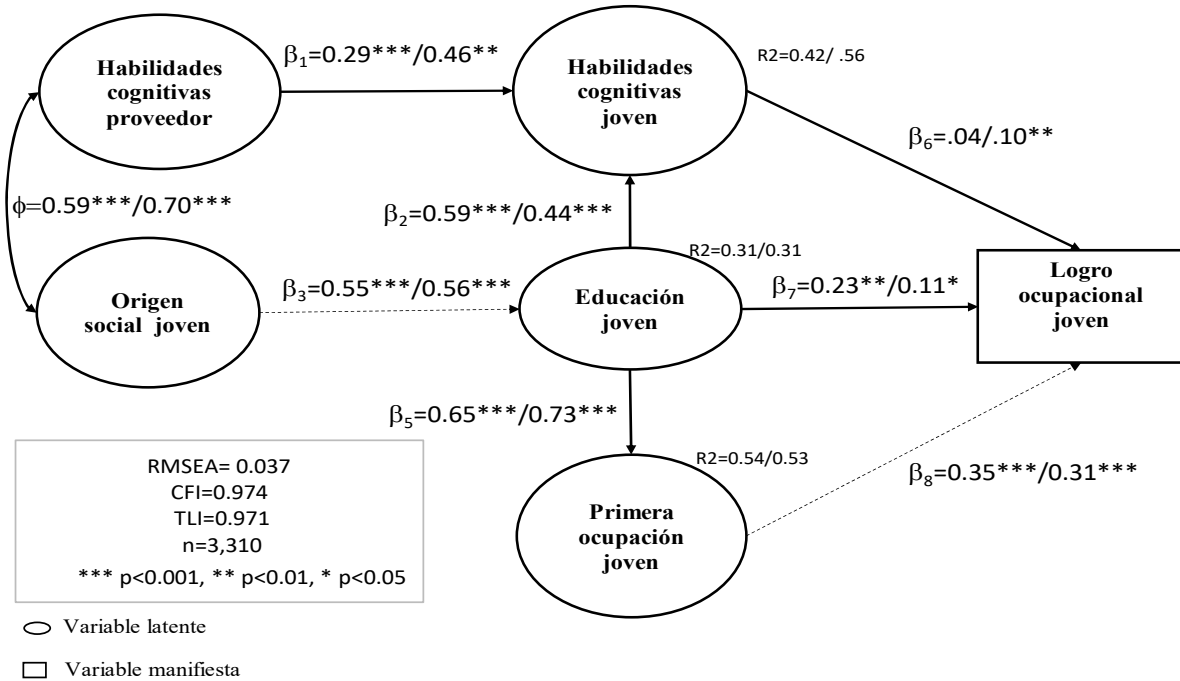 Habilidades
cognitivas
proveedor
β1=0.29***/0.46**
Habilidades
cognitivas
joven
R2=0.42/ .56
β6=.04/.10**
ϕ=0.59***/0.70***
β2=0.59***/0.44***
Origen
social joven
β3=0.55***/0.56***
Educación
joven
R2=0.31/0.31
β7=0.23**/0.11*
Logro
ocupacional
joven
β5=0.65***/0.73***
Primera
ocupación
joven
R2=0.54/0.53
β8=0.35***/0.31***
RMSEA= 0.037
CFI=0.974
TLI=0.971
n=3,310
*** p<0.001, ** p<0.01, * p<0.05
Variable latente
Variable manifiesta